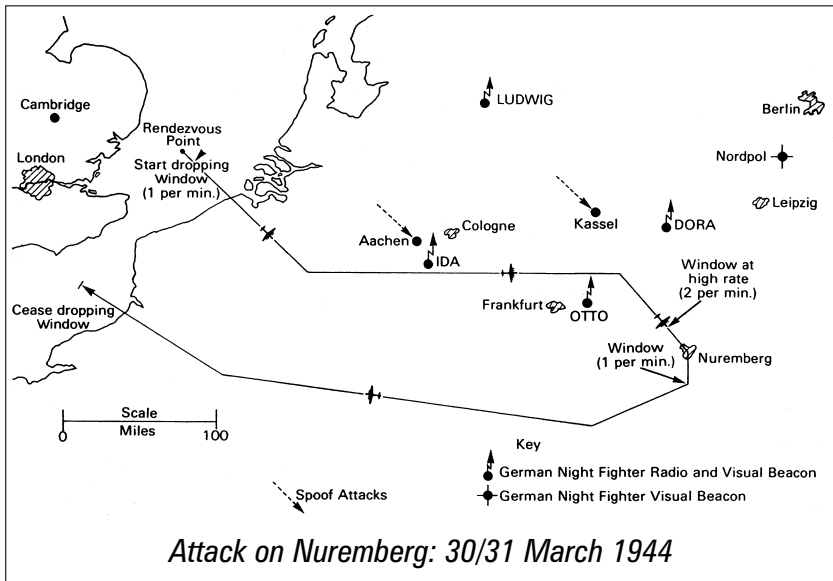 LUDWIG
Cambridge
Berlin
Rendezvous
Point
London
Start dropping
Window
(1 per min.)
Nordpol
Leipzig
Kassel
DORA
Cologne
Aachen
IDA
Window at
high rate
(2 per min.)
Cease dropping
Window
Frankfurt
OTTO
Window
(1 per min.)
Nuremberg
Scale
0 Miles 100
Key
German Night Fighter Radio and Visual Beacon
Spoof Attacks
German Night Fighter Visual Beacon
Attack on Nuremberg: 30/31 March 1944